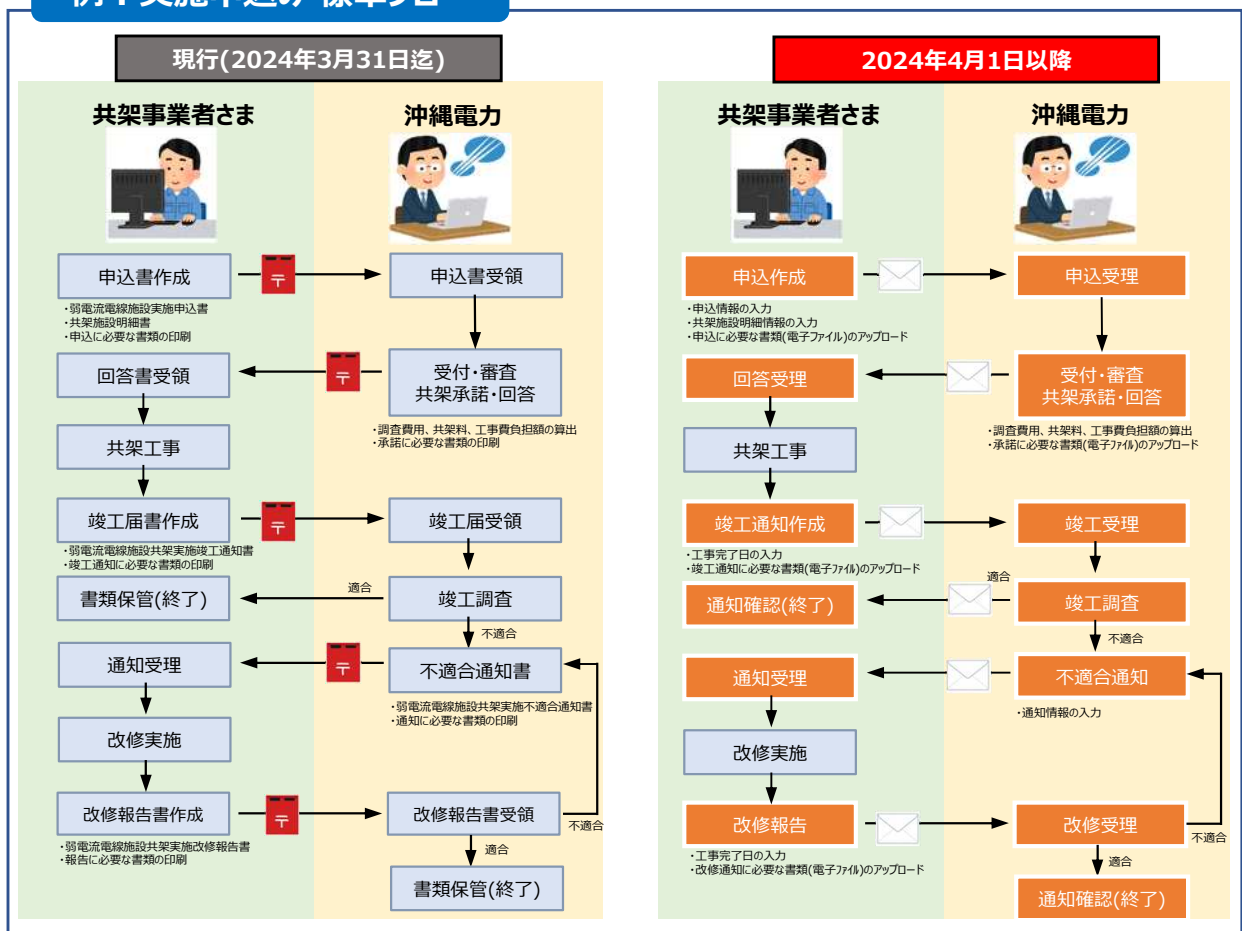 例：実施申込み 標準フロー
現行(2024年3月31日迄)
共架事業者さま
沖縄電力
申込書作成
〒
申込書受領
・弱電流電線施設実施申込書
・共架施設明細書
・申込に必要な書類の印刷
回答書受領
〒
受付・審査
共架承諾・回答
・調査費用、共架料、工事費負担額の算出
・承諾に必要な書類の印刷
共架工事
竣工届書作成
〒
竣工届受領
・弱電流電線施設共架実施竣工通知書
・竣工通知に必要な書類の印刷
書類保管(終了)
適合
竣工調査
不適合
通知受理
〒
不適合通知書
・弱電流電線施設共架実施不適合通知書
・通知に必要な書類の印刷
改修実施
改修報告書作成
〒
改修報告書受領
不適合
・弱電流電線施設共架実施改修報告書
・報告に必要な書類の印刷
適合
書類保管(終了)
2024年4月1日以降
共架事業者さま
沖縄電力
申込作成
申込受理
・申込情報の入力
・共架施設明細情報の入力
・申込に必要な書類(電子ファイル)のアップロード
回答受理
受付・審査
共架承諾・回答
・調査費用、共架料、工事費負担額の算出
・承諾に必要な書類(電子ファイル)のアップロード
共架工事
竣工通知作成
竣工受理
・工事完了日の入力
・竣工通知に必要な書類(電子ファイル)のアップロード
適合
通知確認(終了)
竣工調査
不適合
通知受理
不適合通知
・通知情報の入力
改修実施
改修報告
改修受理
不適合
・工事完了日の入力
・改修通知に必要な書類(電子ファイル)のアップロード
適合
通知確認(終了)